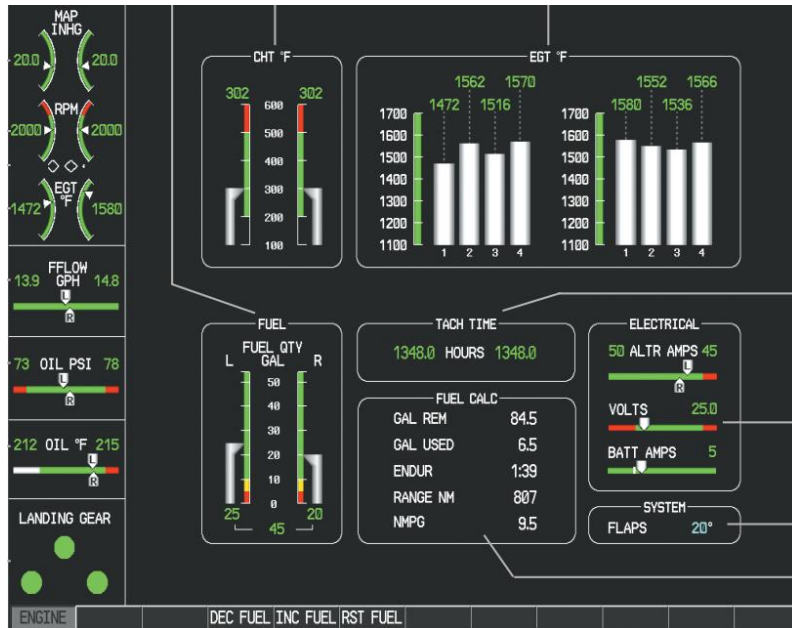 MAP
INHG
20.0 20.0
RPM
2000 2000
EGT
°F
1472 1580
FFLOW
13.9 GPH 14.8
L
R
73 OIL PSI 78
L
R
212 OIL °F 215
L
R
LANDING GEAR
CHT °F
302 302
600
500
400
300
200
100
EGT °F
1562 1570
1472 1516
1700
1600
1500
1400
1300
1200
1100
1 2 3 4
1552 1566
1580 1536
1700
1600
1500
1400
1300
1200
1100
1 2 3 4
FUEL
FUEL QTY
L GAL R
50
40
30
20
10
0
25 20
45
TACH TIME
1348.0 HOURS 1348.0
FUEL CALC
GAL REM 84.5
GAL USED 6.5
ENDUR 1:39
RANGE NM 807
NMPG 9.5
ELECTRICAL
50 ALTR AMPS 45
L
R
VOLTS 25.0
BATT AMPS 5
SYSTEM
FLAPS 20°
ENGINE DEC FUEL INC FUEL RST FUEL